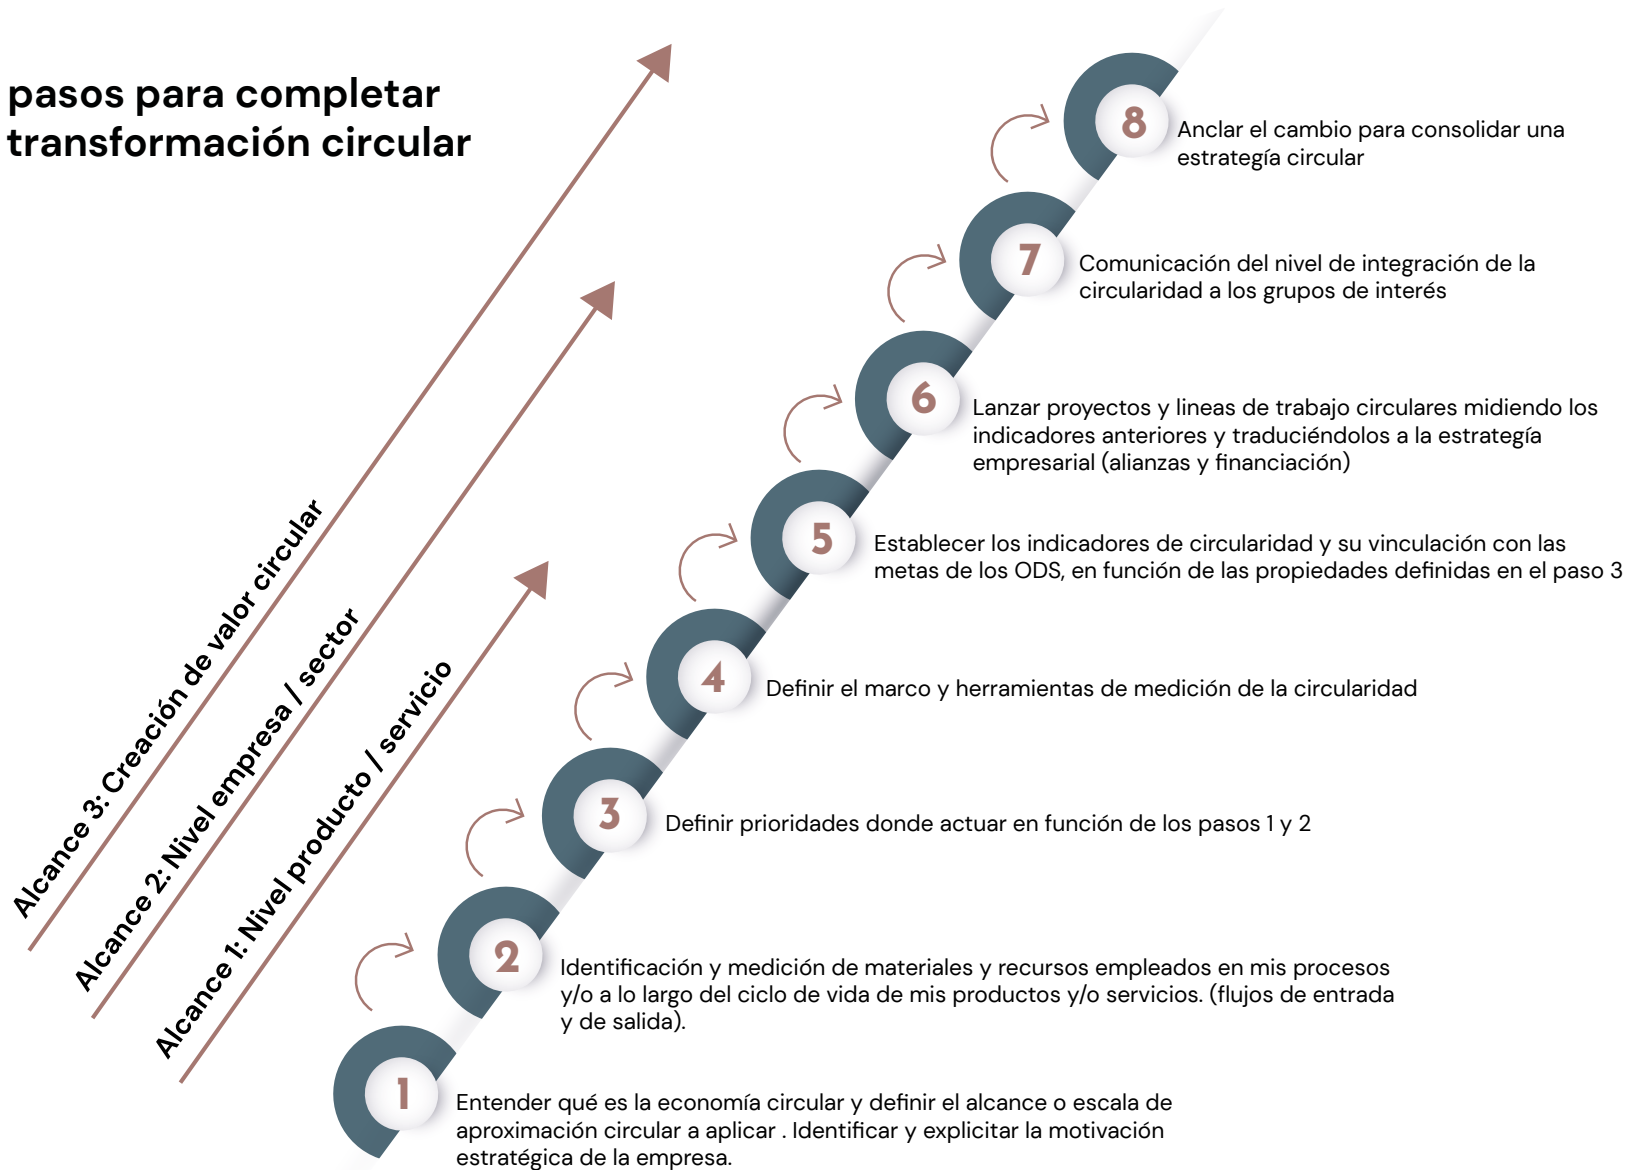 pasos para completar
transformación circular
Alcance 3: Creación de valor circular
Alcance 2: Nivel empresa / sector
Alcance 1: Nivel producto / servicio
8
Anclar el cambio para consolidar una
estrategía circular
7
Comunicación del nivel de integración de la
circularidad a los grupos de interés
6
Lanzar proyectos y lineas de trabajo circulares midiendo los
indicadores anteriores y traduciéndolos a la estrategía
empresarial (alianzas y financiación)
5
Establecer los indicadores de circularidad y su vinculación con las
metas de los ODS, en función de las propiedades definidas en el paso 3
4
Definir el marco y herramientas de medición de la circularidad
3
Definir prioridades donde actuar en función de los pasos 1 y 2
2
Identificación y medición de materiales y recursos empleados en mis procesos
y/o a lo largo del ciclo de vida de mis productos y/o servicios. (flujos de entrada
y de salida).
1
Entender qué es la economía circular y definir el alcance o escala de
aproximación circular a aplicar . Identificar y explicitar la motivación
estratégica de la empresa.